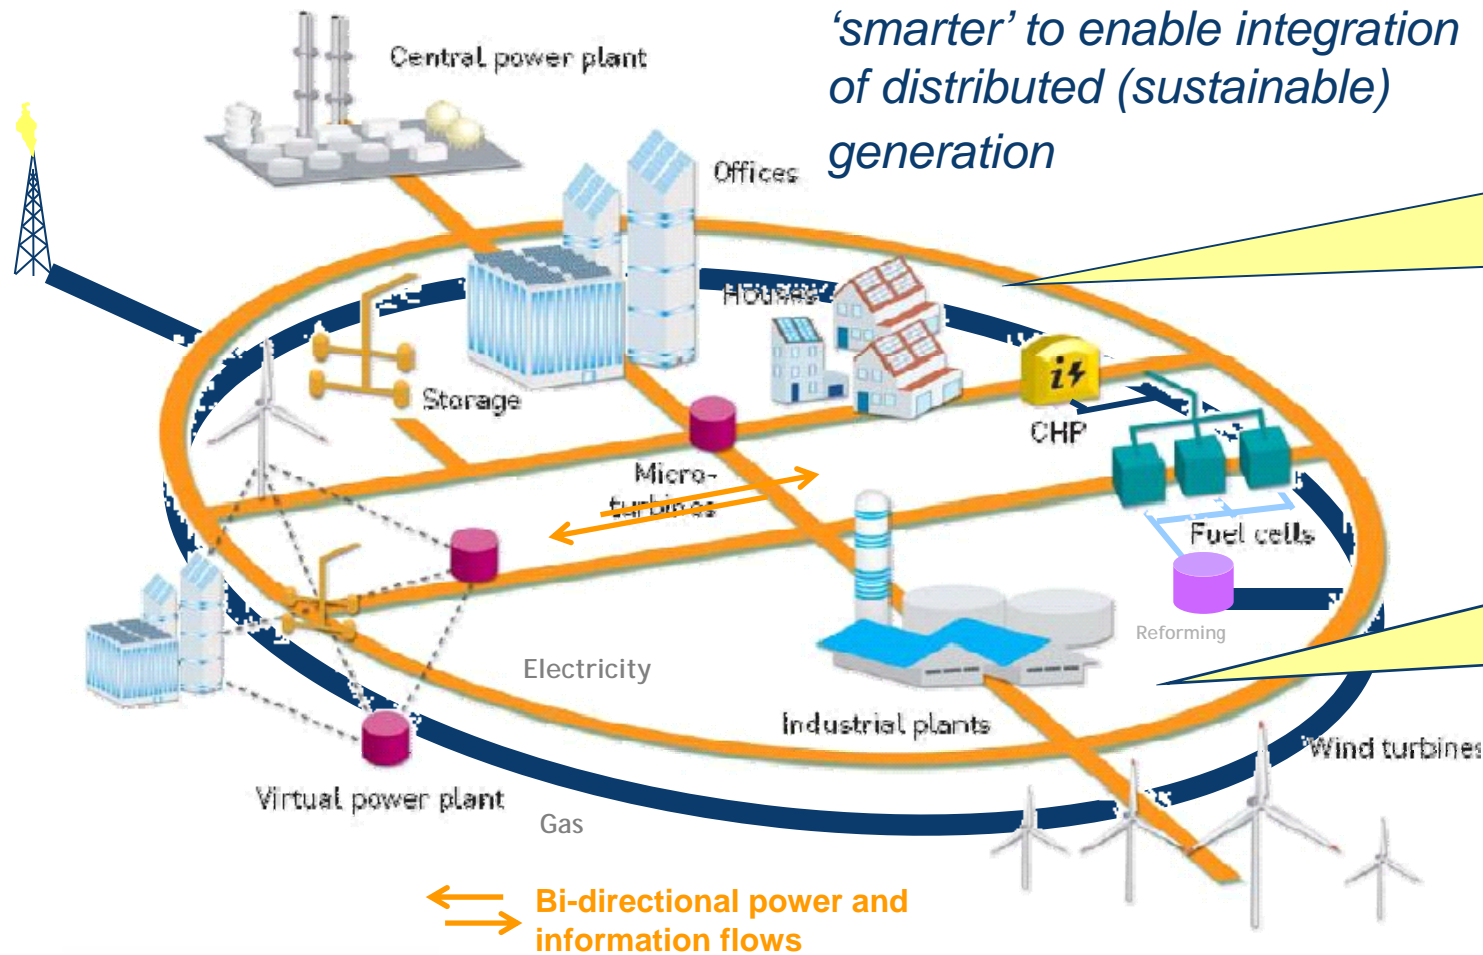 'smarter' to enable integration
of distributed (sustainable)
generation
Central power plant
Offices
Houses
Storage
CHP
Micro-
turbines
Fuel cells
Reforming
Electricity
Industrial plants
Wind turbines
Virtual power plant
Gas
Bi-directional power and
information flows